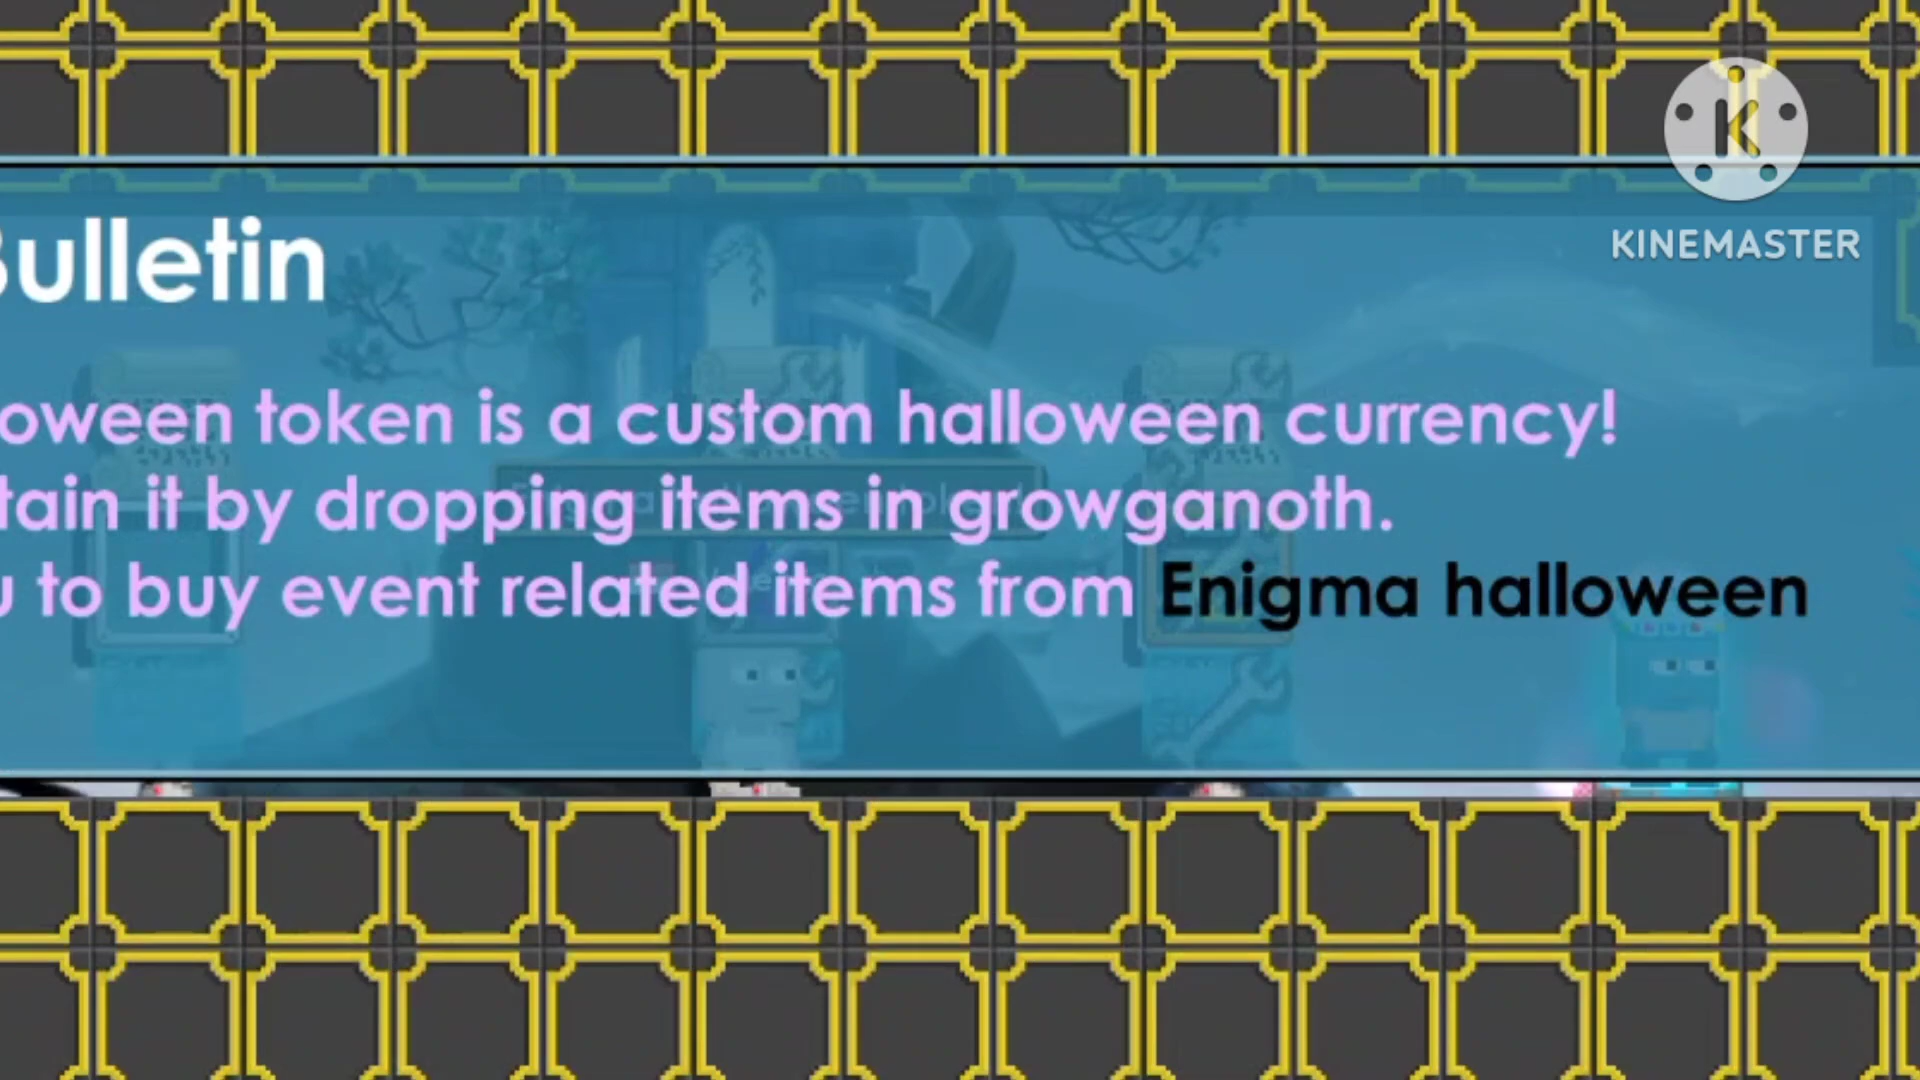 Bulletin
KINEMASTER
oween token is a custom halloween currency!
tain it by dropping items in growganoth.
to buy event related items from Enigma halloween